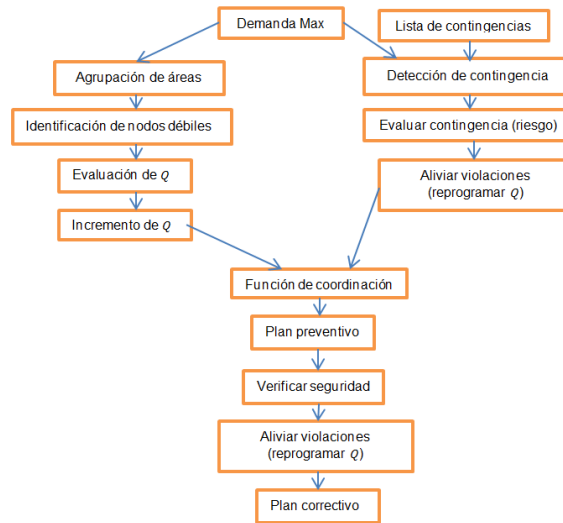 Demanda Max
Lista de contingencias
Agrupación de áreas
Detección de contingencia
Identificación de nodos débiles
Evaluar contingencia (riesgo)
Evaluación de Q
Aliviar violaciones
(reprogramar Q)
Incremento de Q
Función de coordinación
Plan preventivo
Verificar seguridad
Aliviar violaciones
(reprogramar Q)
Plan correctivo